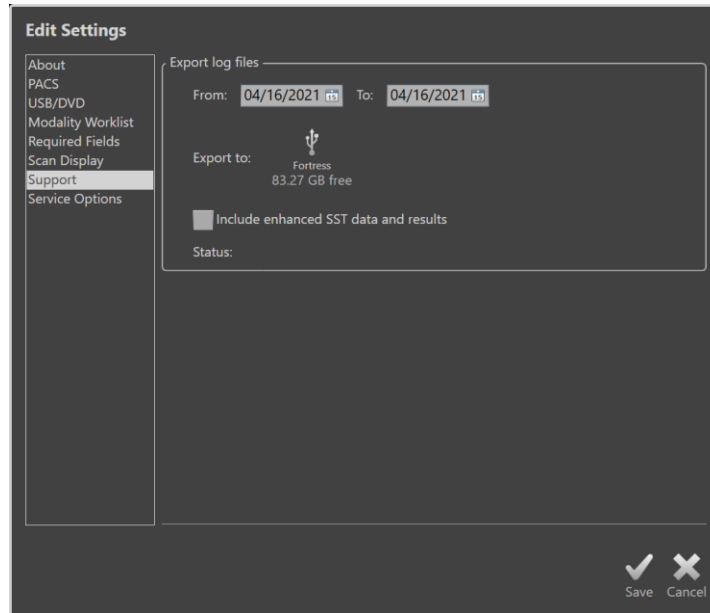 Edit Settings
About
PACS
USB/DVD
Modality Worklist
Required Fields
Scan Display
Support
Service Options
Export log files
From: 04/16/2021 15 To: 04/16/2021 15
Export to:
Fortress
83.27 GB free
Include enhanced SST data and results
Status:
Save Cancel